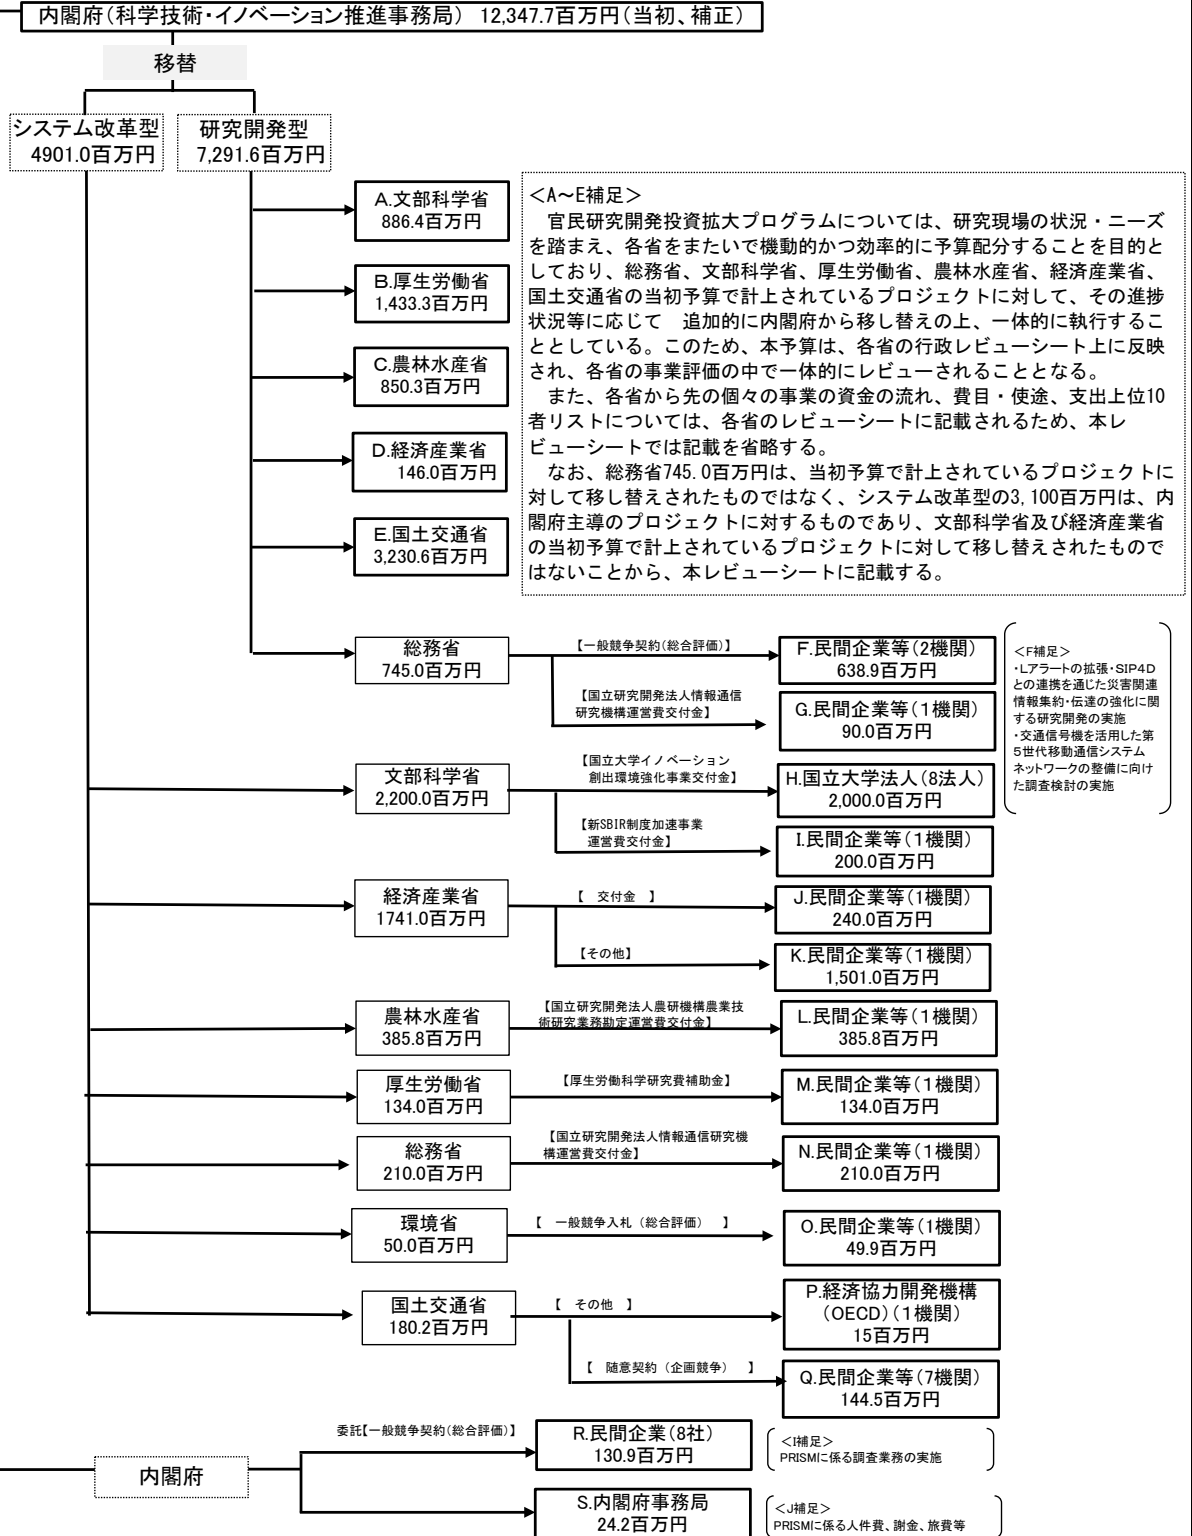 内閣府(科学技術・イノベーション推進事務局) 12,347.7百万円(当初、補正)
移替
システム改革型
4901.0百万円
研究開発型
7,291.6百万円
A.文部科学省
886.4百万円
B.厚生労働省
1,433.3百万円
C.農林水産省
850.3百万円
D.経済産業省
146.0百万円
E.国土交通省
3,230.6百万円
<A~E補足>
官民研究開発投資拡大プログラムについては、研究現場の状況・ニーズ
を踏まえ、各省をまたいで機動的かつ効率的に予算配分することを目的と
しており、総務省、文部科学省、厚生労働省、農林水産省、経済産業省、
国土交通省の当初予算で計上されているプロジェクトに対して、その進捗
状況等に応じて 追加的に内閣府から移し替えの上、一体的に執行するこ
ととしている。このため、本予算は、各省の行政レビューシート上に反映
され、各省の事業評価の中で一体的にレビューされることとなる。
また、各省から先の個々の事業の資金の流れ、費目・使途、支出上位10
者リストについては、各省のレビューシートに記載されるため、本レ
ビューシートでは記載を省略する。
なお、総務省745.0百万円は、当初予算で計上されているプロジェクトに
対して移し替えされたものではなく、システム改革型の3,100百万円は、内
閣府主導のプロジェクトに対するものであり、文部科学省及び経済産業省
の当初予算で計上されているプロジェクトに対して移し替えされたもので
はないことから、本レビューシートに記載する。
総務省
745.0百万円
【一般競争契約(総合評価)】
F.民間企業等(2機関)
638.9百万円
【国立研究開発法人情報通信
研究機構運営費交付金】
G.民間企業等(1機関)
90.0百万円
<F補足>
・Lアラートの拡張・SIP4D
との連携を通じた災害関連
情報集約・伝達の強化に関
する研究開発の実施
・交通信号機を活用した第
5世代移動通信システム
ネットワークの整備に向け
た調査検討の実施
文部科学省
2,200.0百万円
【国立大学イノベーション
創出環境強化事業交付金】
H.国立大学法人(8法人)
2,000.0百万円
【新SBIR制度加速事業
運営費交付金】
I.民間企業等(1機関)
200.0百万円
経済産業省
1741.0百万円
【 交付金 】
J.民間企業等(1機関)
240.0百万円
【その他】
K.民間企業等(1機関)
1,501.0百万円
農林水産省
385.8百万円
【国立研究開発法人農研機構農業技
術研究業務勘定運営費交付金】
L.民間企業等(1機関)
385.8百万円
厚生労働省
134.0百万円
【厚生労働科学研究費補助金】
M.民間企業等(1機関)
134.0百万円
総務省
210.0百万円
【国立研究開発法人情報通信研究機
構運営費交付金】
N.民間企業等(1機関)
210.0百万円
環境省
50.0百万円
【 一般競争入札(総合評価) 】
O.民間企業等(1機関)
49.9百万円
国土交通省
180.2百万円
【 その他 】
P.経済協力開発機構
(OECD)(1機関)
15百万円
【 随意契約(企画競争) 】
Q.民間企業等(7機関)
144.5百万円
内閣府
委託【一般競争契約(総合評価)】
R.民間企業(8社)
130.9百万円
<I補足>
PRISMに係る調査業務の実施
S.内閣府事務局
24.2百万円
<J補足>
PRISMに係る人件費、謝金、旅費等